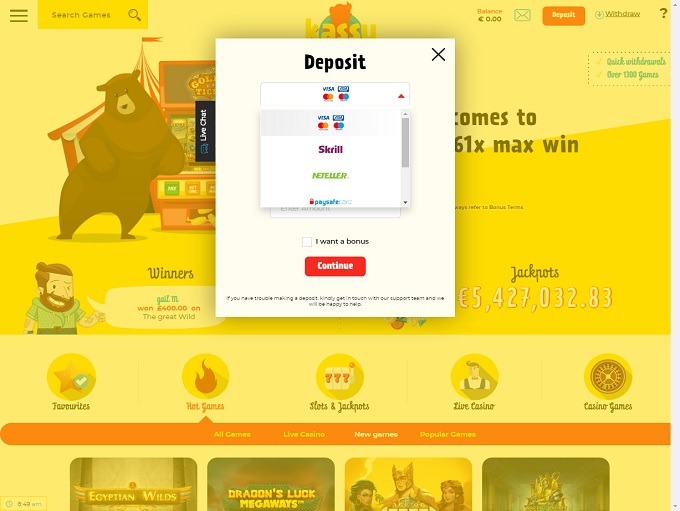 Search Games
kassu
Balance
€ 0.00
Deposit
Withdraw
?
Quick withdrawals
Over 1300 Games
Live Chat
comes to
61x max win
ways refer to Bonus Terms
Deposit
VISA
VISA
Skrill
NETELLER
paysafecard
Enter Amount
I want a bonus
Continue
If you have trouble making a deposit, kindly get in touch with our support team and we
will be happy to help.
Winners
gail M.
won £400.00 on
The great Wild
Jackpots
€5,427,032.83
Favourites
Hot Games
Slots & Jackpots
Live Casino
Casino Games
All Games
Live Casino
New games
Popular Games
EGYPTIAN WILDS
DRAGON'S LUCK
MEGAWAYS
8:49 am